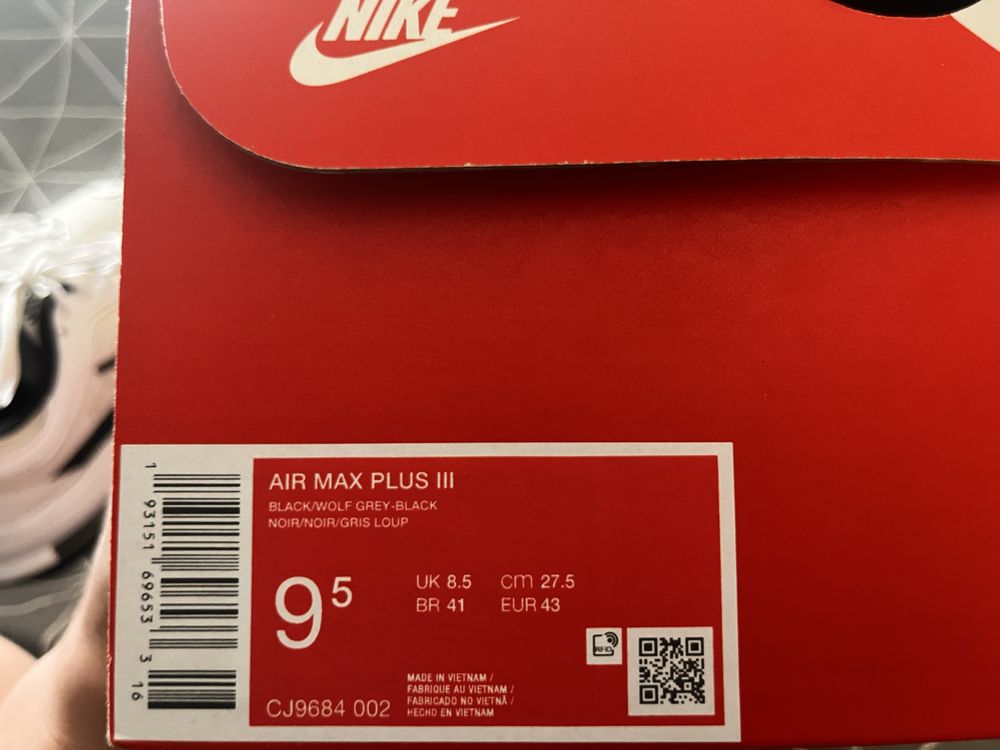 NIKE
AIR MAX PLUS III
BLACK/WOLF GREY-BLACK
NOIR/NOIR/GRIS LOUP
9 5
UK 8.5 cm 27.5
BR 41 EUR 43
RFID
MADE IN VIETNAM /
FABRIQUE AU VIETNAM /
FABRICADO NO VIETNÃ /
HECHO EN VIETNAM
CJ9684 002
1 93151 69653 3 16